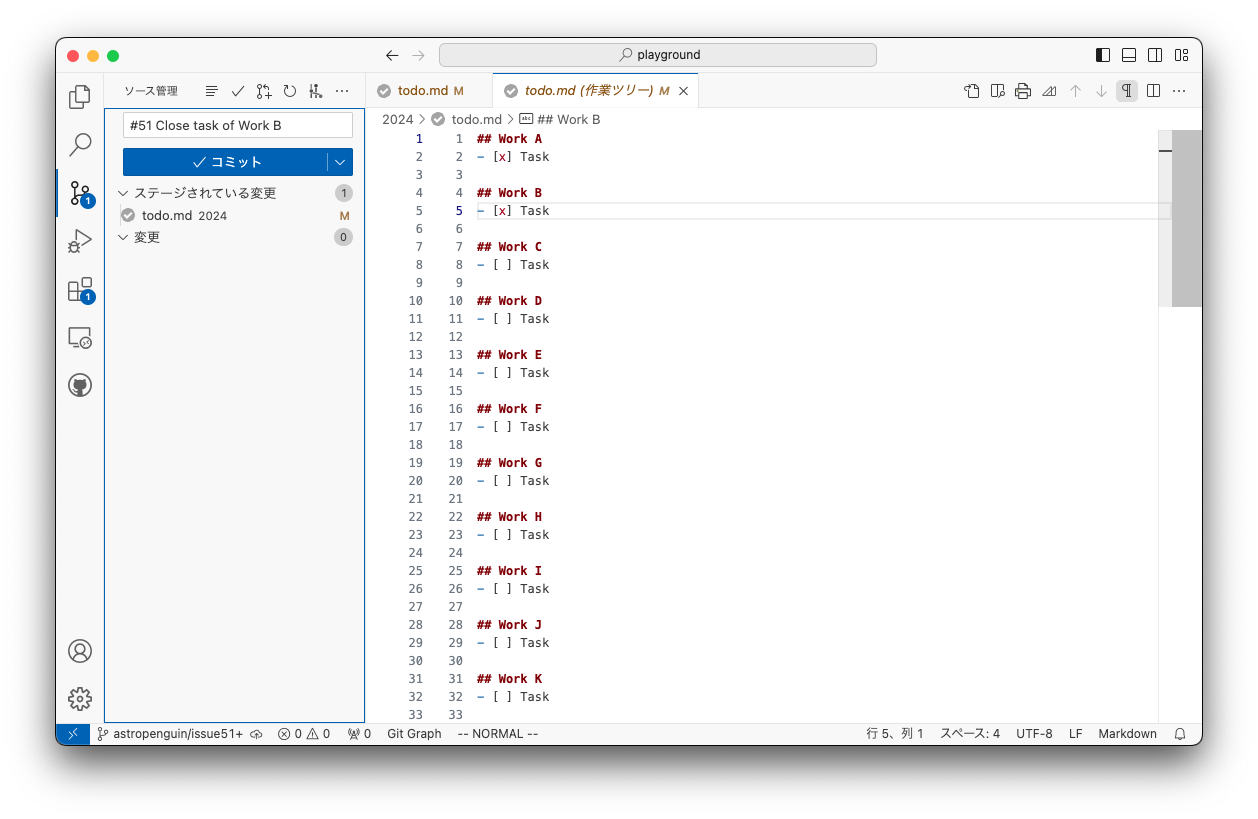 playground
ソース管理
#51 Close task of Work B
コミット
ステージされている変更 1
todo.md 2024 M
変更 0
1
1
todo.md M
todo.md (作業ツリー) M
2024 > todo.md > ## Work B
1 1 ## Work A
2 2 - [x] Task
3 3
4 4 ## Work B
5 5 - [x] Task
6 6
7 7 ## Work C
8 8 - [ ] Task
9 9
10 10 ## Work D
11 11 - [ ] Task
12 12
13 13 ## Work E
14 14 - [ ] Task
15 15
16 16 ## Work F
17 17 - [ ] Task
18 18
19 19 ## Work G
20 20 - [ ] Task
21 21
22 22 ## Work H
23 23 - [ ] Task
24 24
25 25 ## Work I
26 26 - [ ] Task
27 27
28 28 ## Work J
29 29 - [ ] Task
30 30
31 31 ## Work K
32 32 - [ ] Task
33 33
astropenguin/issue51+ 0 0 0 Git Graph -- NORMAL -- 行 5、列 1 スペース: 4 UTF-8 LF Markdown